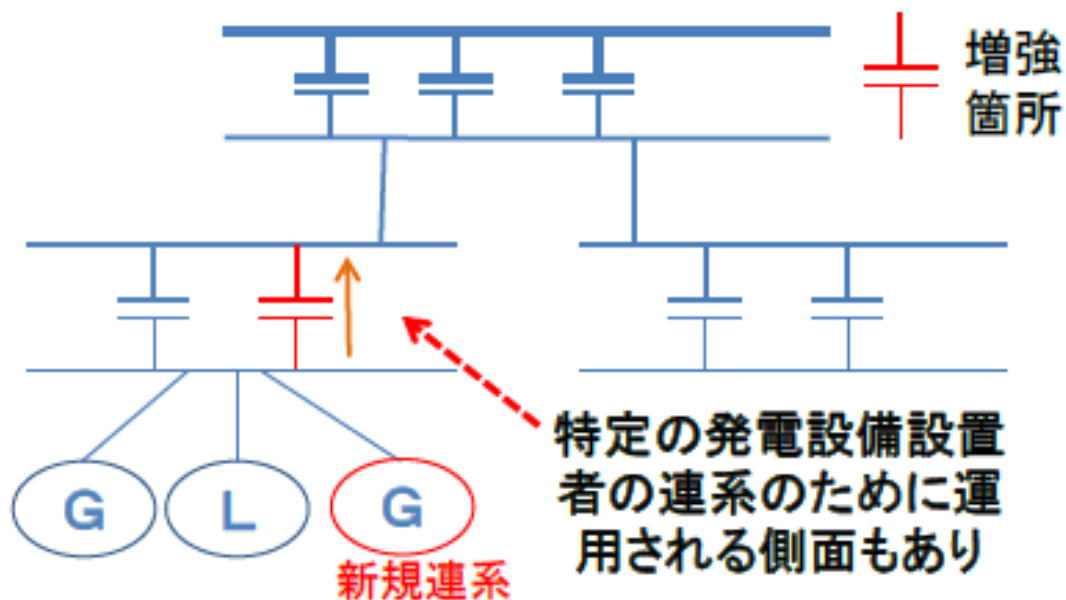 増強
箇所
特定の発電設備設置
者の連系のために運
用される側面もあり
G
L
G
新規連系